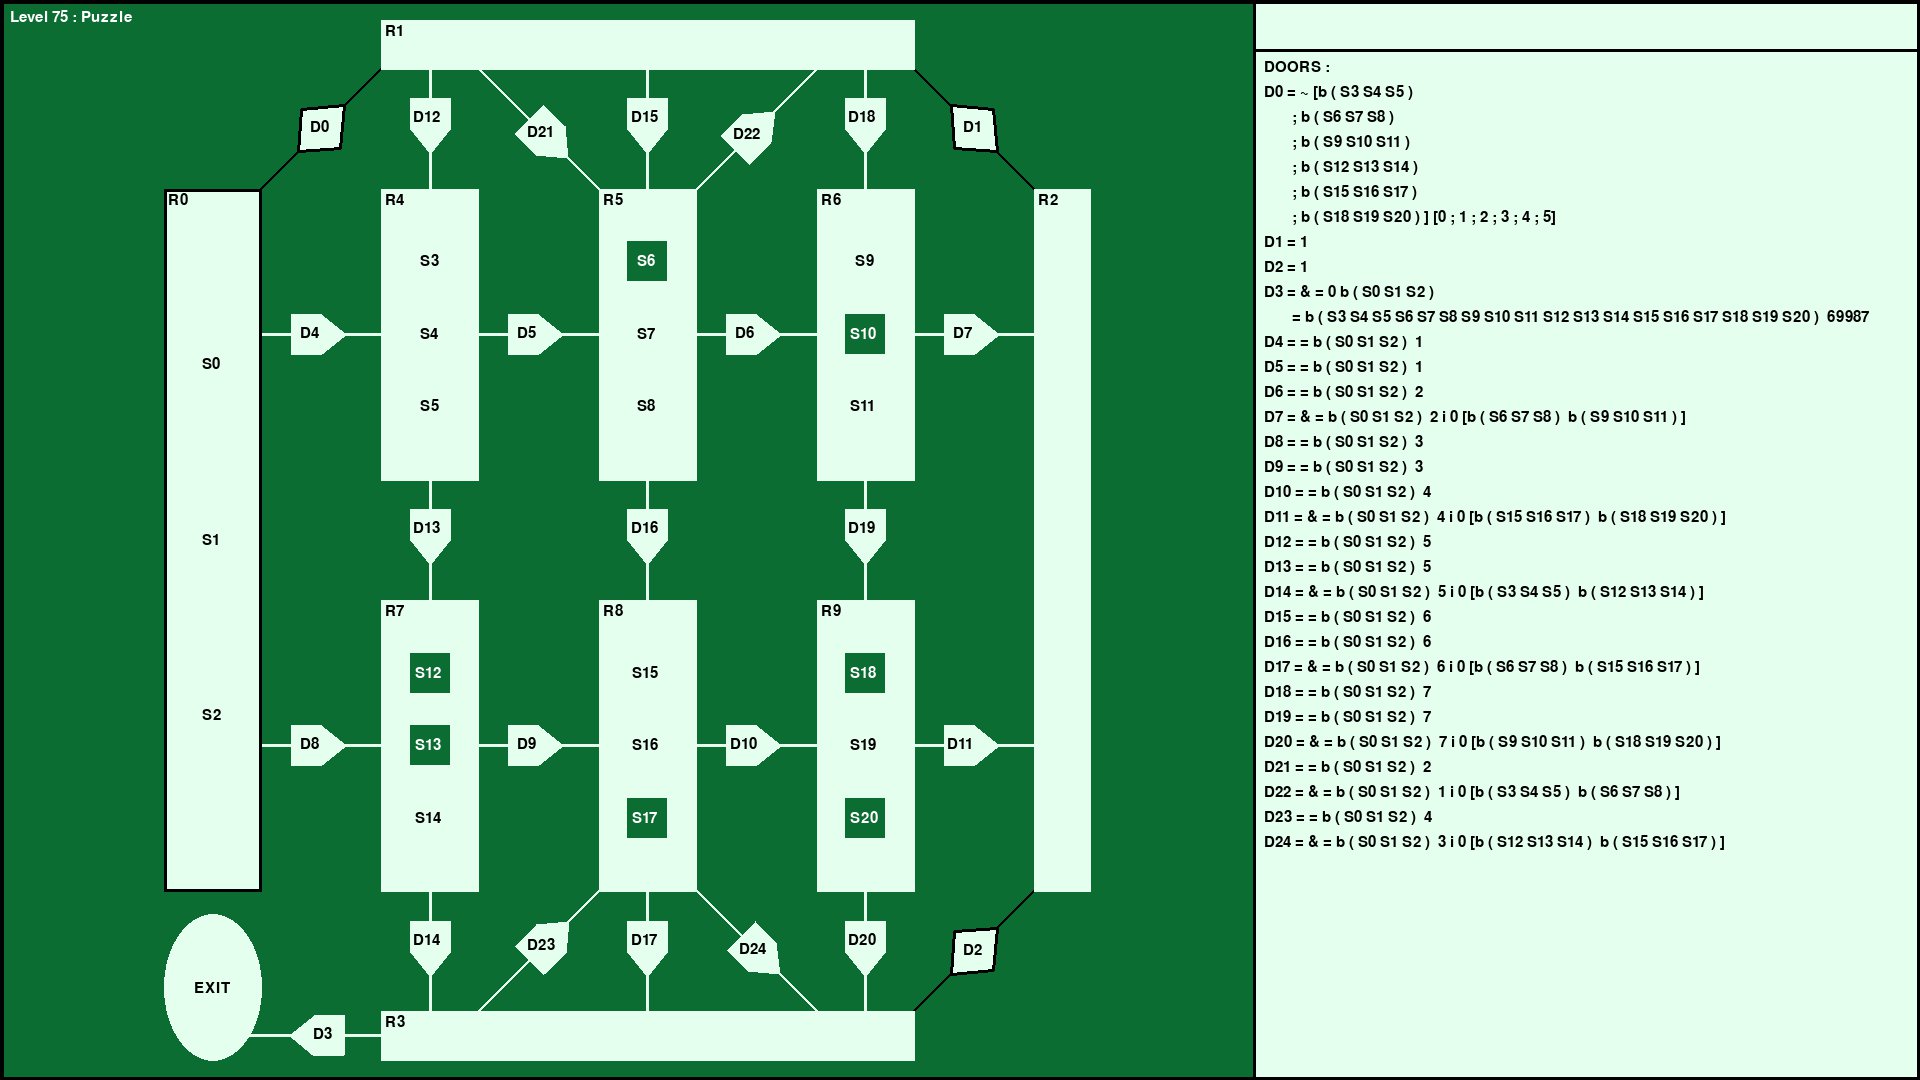 Level 75 : Puzzle
R1
D0
D12
D21
D15
D22
D18
D1
R0
R4
R5
R6
R2
S3
S6
S9
D4
S4
D5
S7
D6
S10
D7
S0
S5
S8
S11
D13
D16
D19
S1
R7
R8
R9
S12
S15
S18
S2
D8
S13
D9
S16
D10
S19
D11
S14
S17
S20
D14
D23
D17
D24
D20
D2
EXIT
D3
R3
DOORS :
D0 = ~ [b ( S3 S4 S5 )
; b ( S6 S7 S8 )
; b ( S9 S10 S11 )
; b ( S12 S13 S14 )
; b ( S15 S16 S17 )
; b ( S18 S19 S20 ) ] [0 ; 1 ; 2 ; 3 ; 4 ; 5]
D1 = 1
D2 = 1
D3 = & = 0 b ( S0 S1 S2 )
= b ( S3 S4 S5 S6 S7 S8 S9 S10 S11 S12 S13 S14 S15 S16 S17 S18 S19 S20 ) 69987
D4 = = b ( S0 S1 S2 ) 1
D5 = = b ( S0 S1 S2 ) 1
D6 = = b ( S0 S1 S2 ) 2
D7 = & = b ( S0 S1 S2 ) 2 i 0 [b ( S6 S7 S8 ) b ( S9 S10 S11 ) ]
D8 = = b ( S0 S1 S2 ) 3
D9 = = b ( S0 S1 S2 ) 3
D10 = = b ( S0 S1 S2 ) 4
D11 = & = b ( S0 S1 S2 ) 4 i 0 [b ( S15 S16 S17 ) b ( S18 S19 S20 ) ]
D12 = = b ( S0 S1 S2 ) 5
D13 = = b ( S0 S1 S2 ) 5
D14 = & = b ( S0 S1 S2 ) 5 i 0 [b ( S3 S4 S5 ) b ( S12 S13 S14 ) ]
D15 = = b ( S0 S1 S2 ) 6
D16 = = b ( S0 S1 S2 ) 6
D17 = & = b ( S0 S1 S2 ) 6 i 0 [b ( S6 S7 S8 ) b ( S15 S16 S17 ) ]
D18 = = b ( S0 S1 S2 ) 7
D19 = = b ( S0 S1 S2 ) 7
D20 = & = b ( S0 S1 S2 ) 7 i 0 [b ( S9 S10 S11 ) b ( S18 S19 S20 ) ]
D21 = = b ( S0 S1 S2 ) 2
D22 = & = b ( S0 S1 S2 ) 1 i 0 [b ( S3 S4 S5 ) b ( S6 S7 S8 ) ]
D23 = = b ( S0 S1 S2 ) 4
D24 = & = b ( S0 S1 S2 ) 3 i 0 [b ( S12 S13 S14 ) b ( S15 S16 S17 ) ]